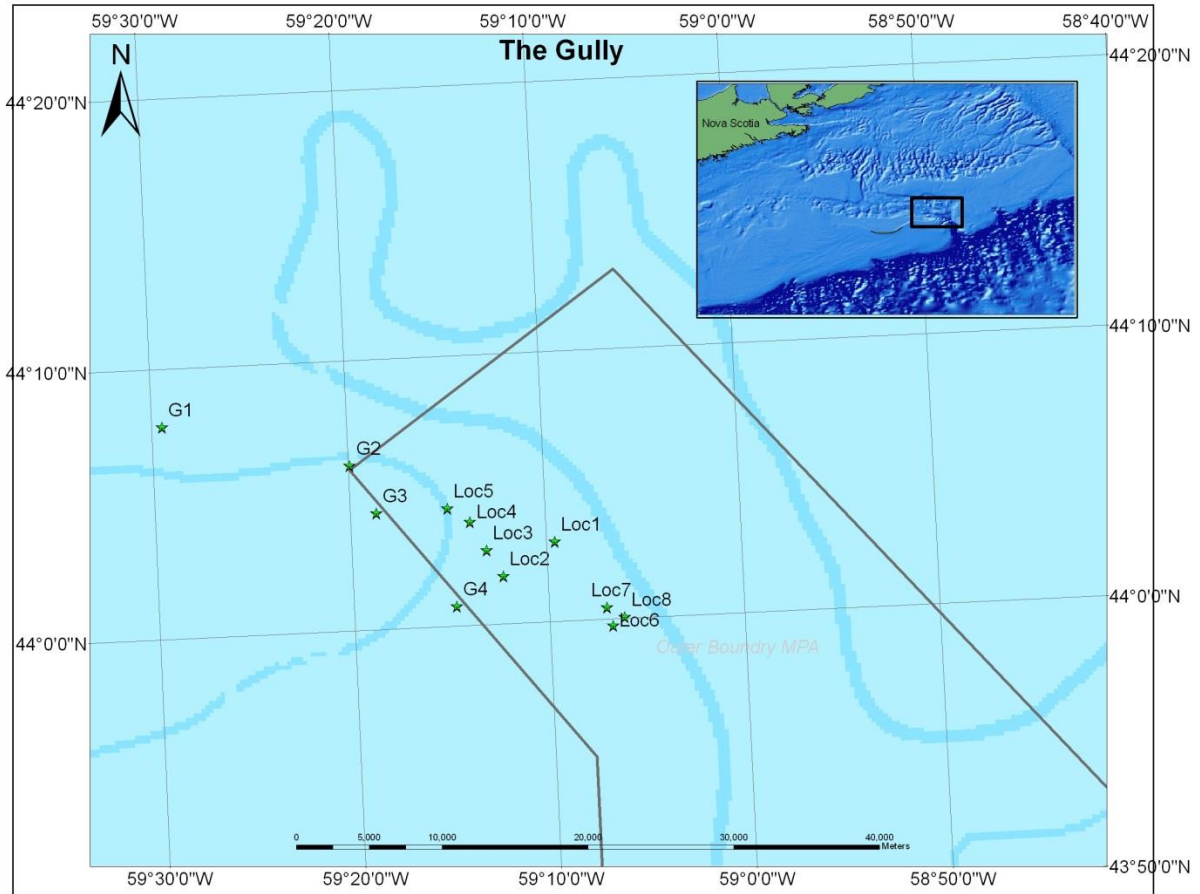 59°30'0"W 59°20'0"W 59°10'0"W 59°0'0"W 58°50'0"W 58°40'0"W
The Gully
N
44°20'0"N
44°20'0"N
Nova Scotia
44°10'0"N
44°10'0"N
G1
G2
G3
Loc5
Loc4
Loc3
Loc1
Loc2
G4
Loc7
Loc8
Loc6
44°0'0"N
44°0'0"N
Outer Boundry MPA
0 5,000 10,000 20,000 30,000 40,000
Meters
43°50'0"N
59°30'0"W 59°20'0"W 59°10'0"W 59°0'0"W 58°50'0"W